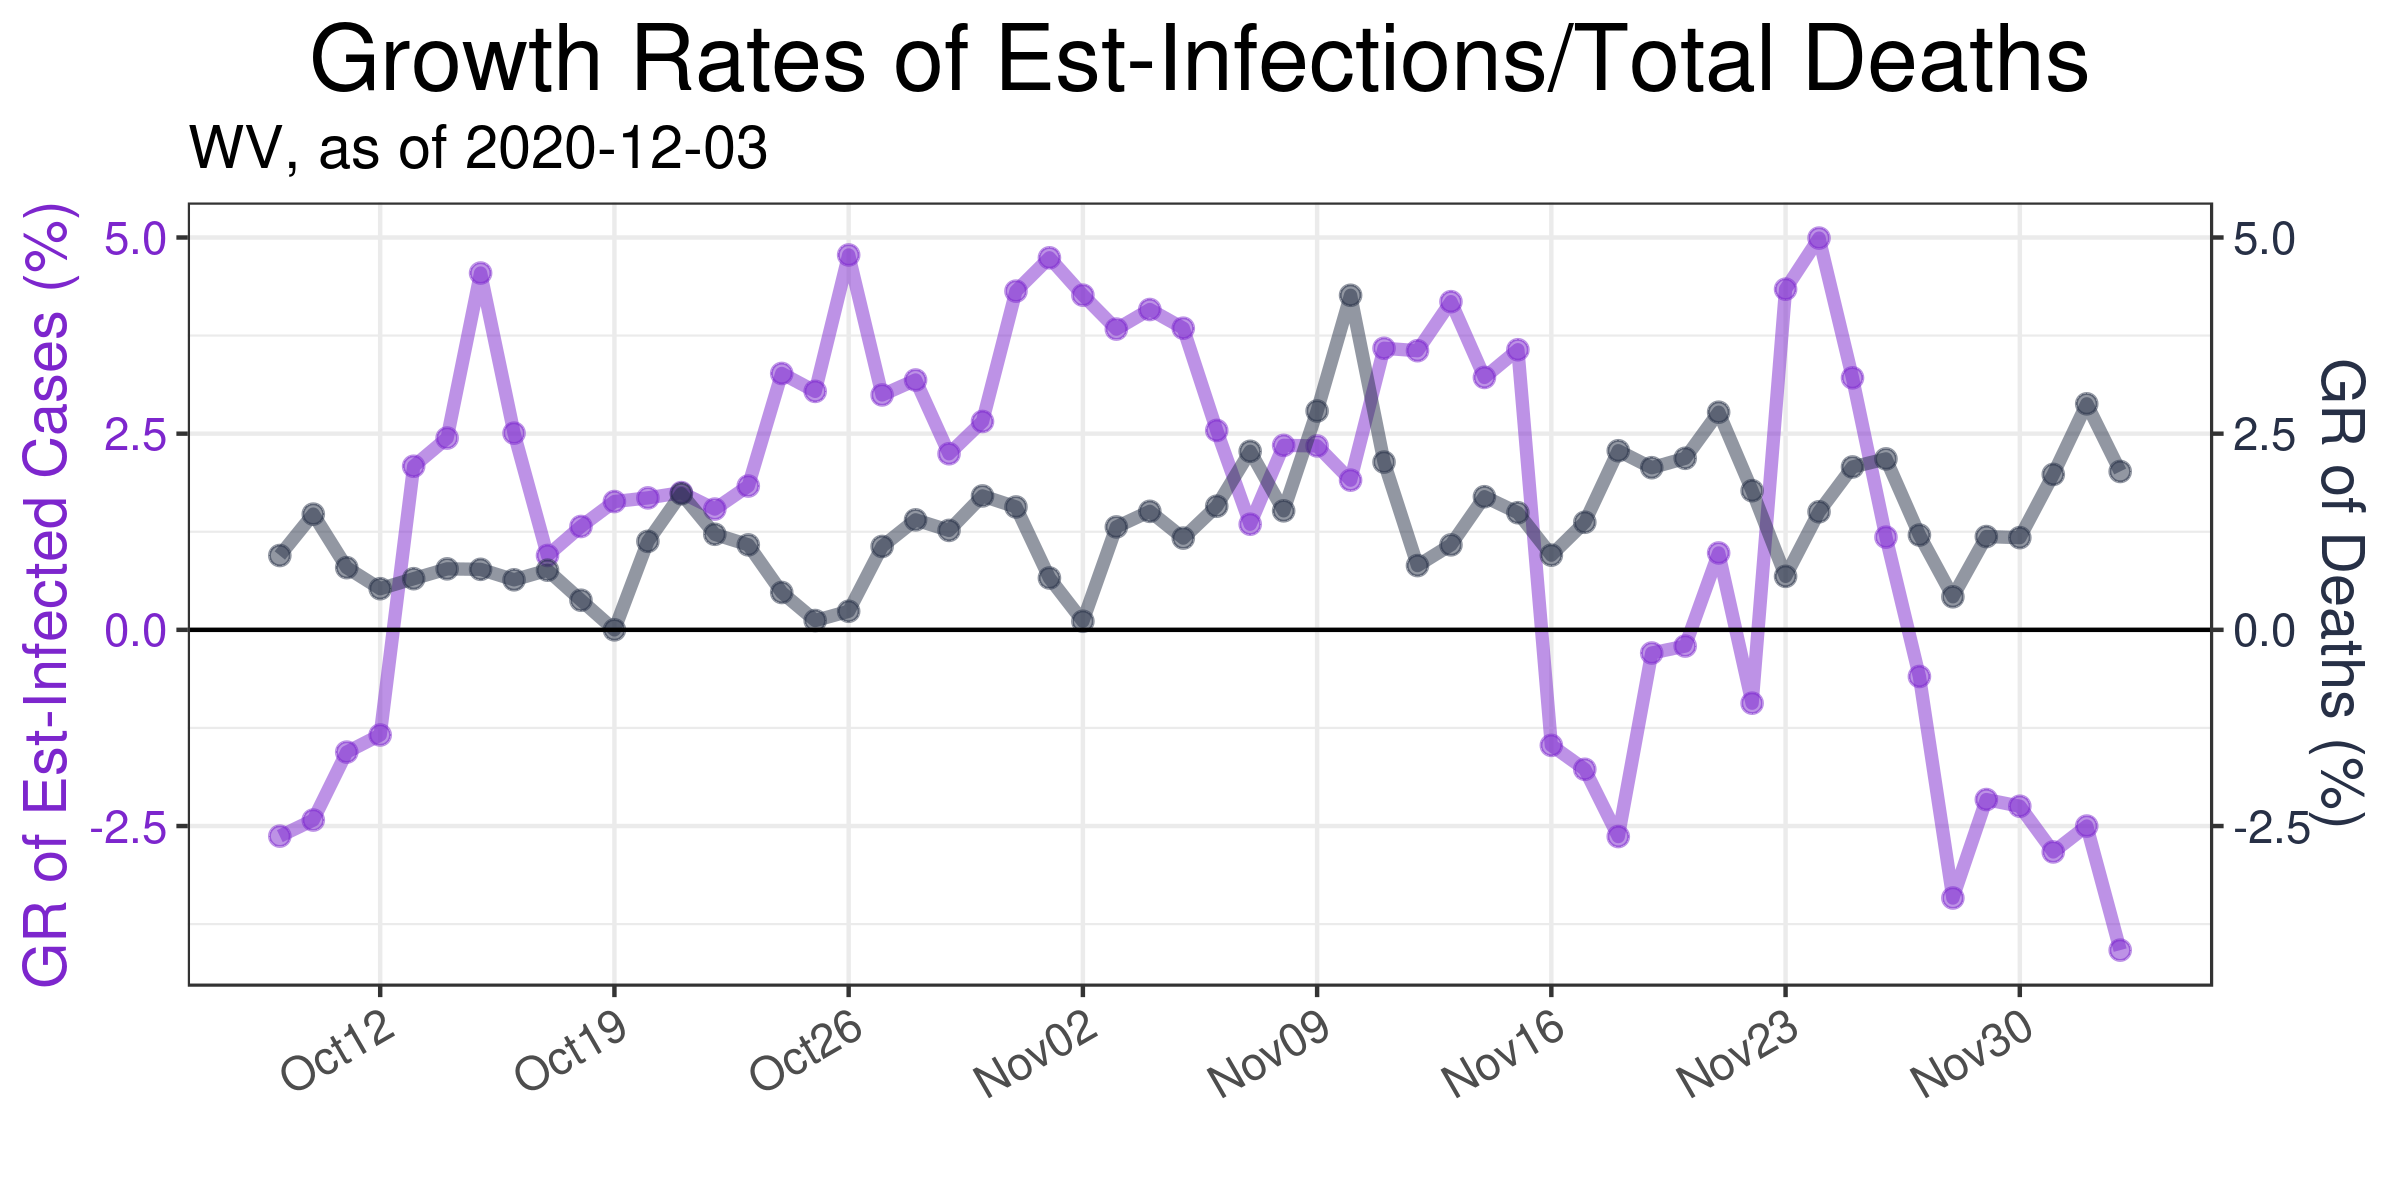 Growth Rates of Est-Infections/Total Deaths
WV, as of 2020-12-03
GR of Est-Infected Cases (%)
5.0
2.5
0.0
-2.5
5.0
2.5
0.0
-2.5
GR of Deaths (%)
Oct12
Oct19
Oct26
Nov02
Nov09
Nov16
Nov23
Nov30